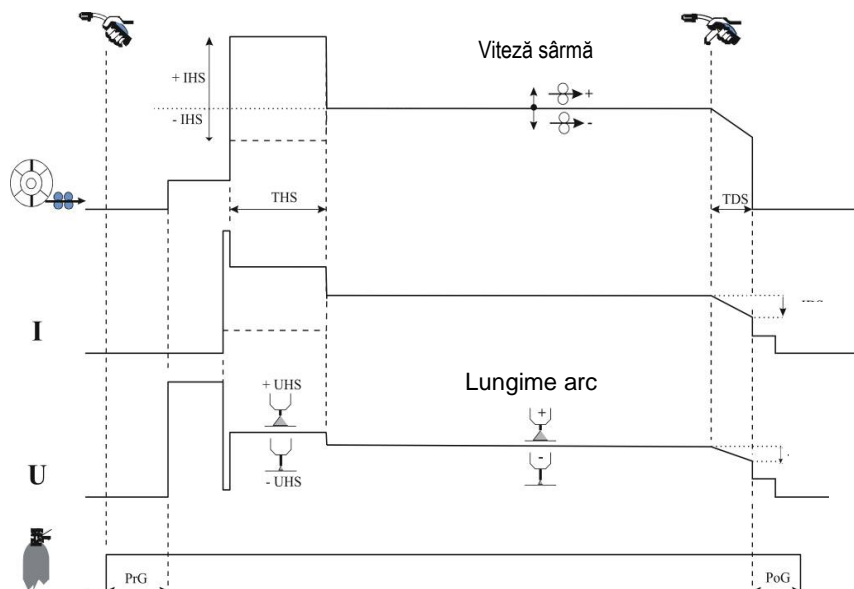 Viteză sârmă
+ IHS
- IHS
+
-
THS
TDS
I
+ UHS
Lungime arc
+
-
- UHS
U
PrG
PoG